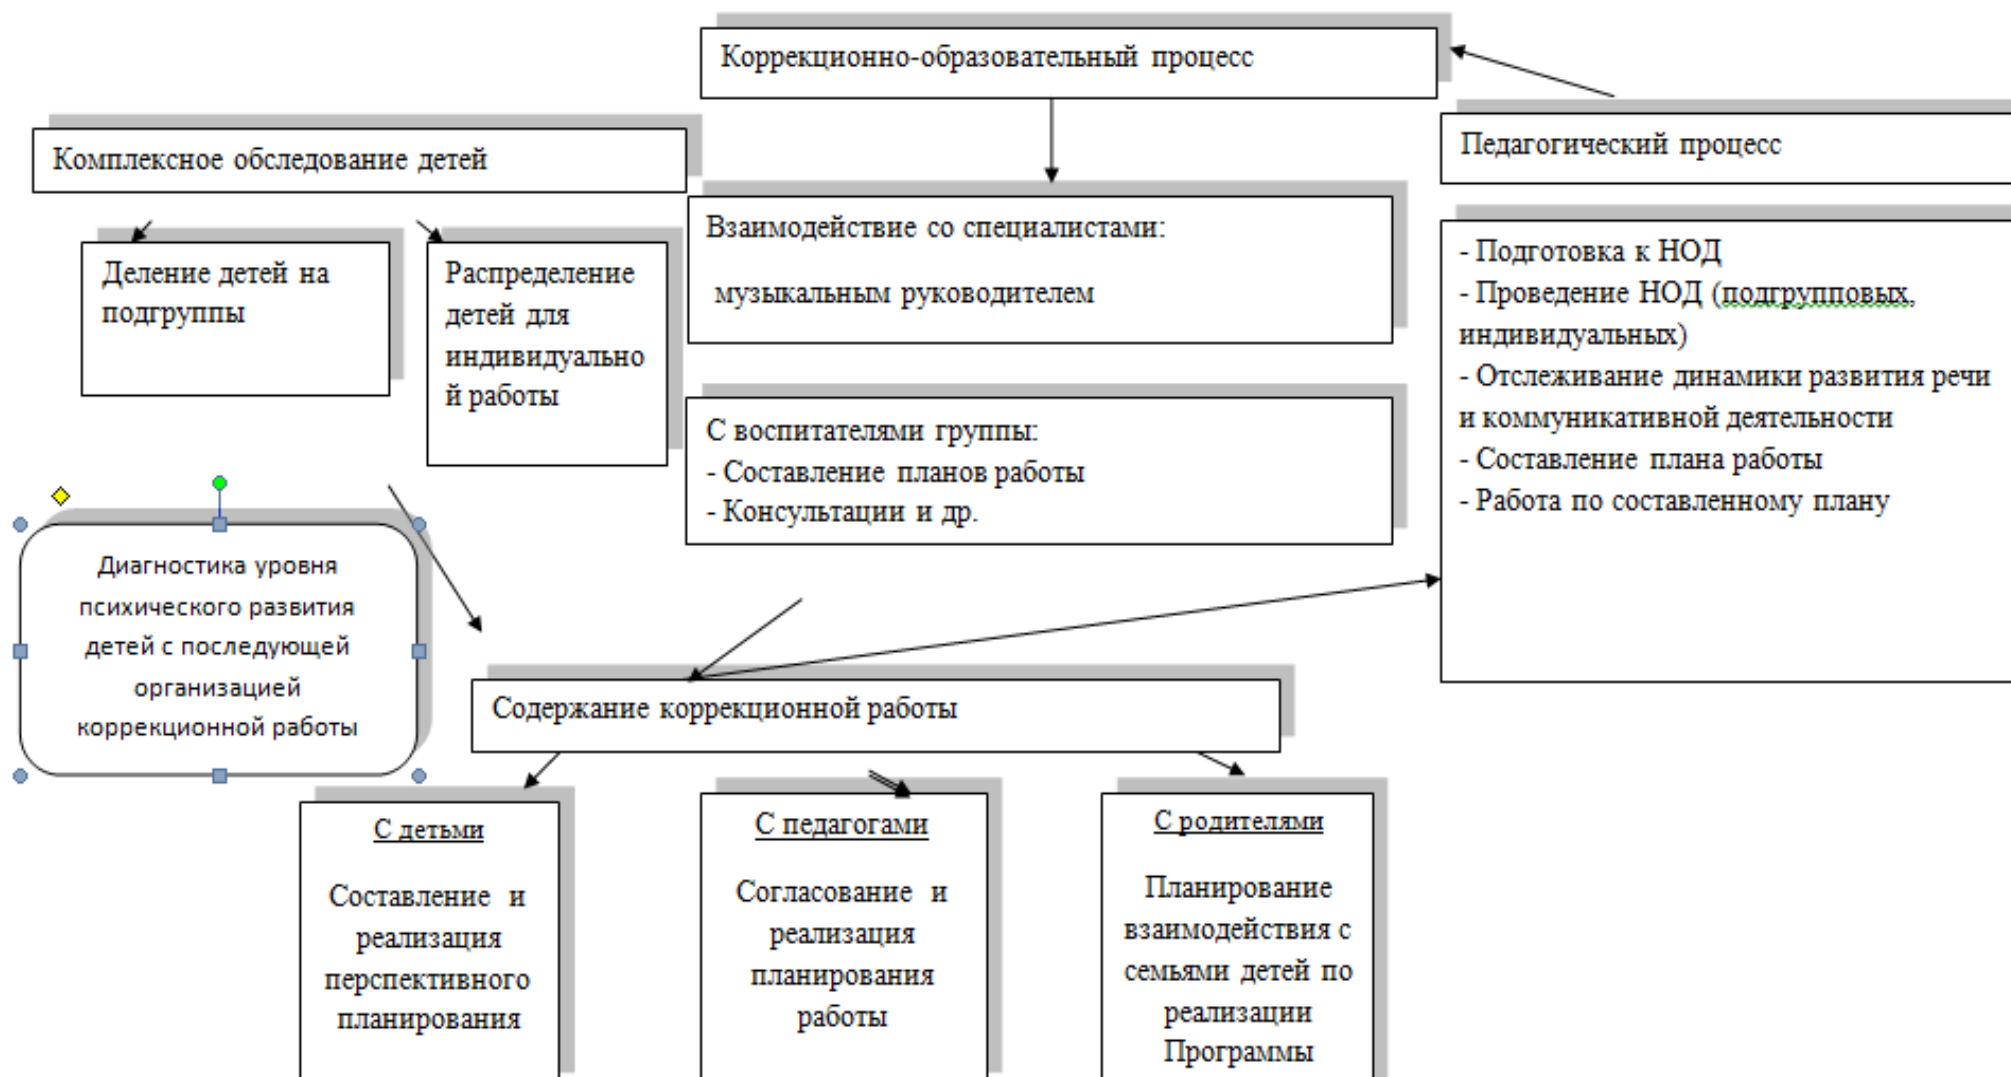 Коррекционно-образовательный процесс
Комплексное обследование детей
Педагогический процесс
Деление детей на
подгруппы
Распределение
детей для
индивидуально
й работы
Взаимодействие со специалистами:
музыкальным руководителем
С воспитателями группы:
- Составление планов работы
- Консультации и др.
- Подготовка к НОД
- Проведение НОД (подгрупповых,
индивидуальных)
- Отслеживание динамики развития речи
и коммуникативной деятельности
- Составление плана работы
- Работа по составленному плану
Диагностика уровня
психического развития
детей с последующей
организацией
коррекционной работы
Содержание коррекционной работы
С детьми
Составление и
реализация
перспективного
планирования
С педагогами
Согласование и
реализация
планирования
работы
С родителями
Планирование
взаимодействия с
семьями детей по
реализации
Программы